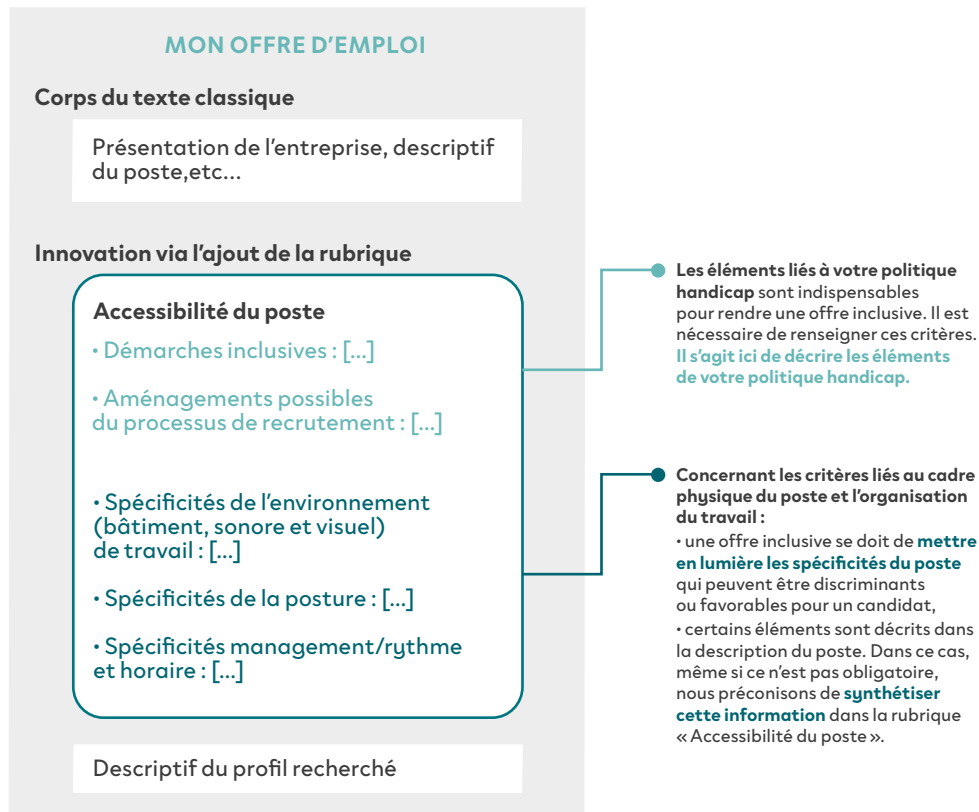 MON OFFRE D'EMPLOI
Corps du texte classique
Présentation de l'entreprise, descriptif
du poste,etc...
Innovation via l'ajout de la rubrique
Accessibilité du poste
• Démarches inclusives : [...]
• Aménagements possibles
du processus de recrutement : [...]
• Spécificités de l'environnement
(bâtiment, sonore et visuel)
de travail : [...]
• Spécificités de la posture : [...]
• Spécificités management/rythme
et horaire : [...]
Descriptif du profil recherché
Les éléments liés à votre politique
handicap sont indispensables
pour rendre une offre inclusive. Il est
nécessaire de renseigner ces critères.
Il s'agit ici de décrire les éléments
de votre politique handicap.
Concernant les critères liés au cadre
physique du poste et l'organisation
du travail :
• une offre inclusive se doit de mettre
en lumière les spécificités du poste
qui peuvent être discriminants
ou favorables pour un candidat,
• certains éléments sont décrits dans
la description du poste. Dans ce cas,
même si ce n'est pas obligatoire,
nous préconisons de synthétiser
cette information dans la rubrique
« Accessibilité du poste ».